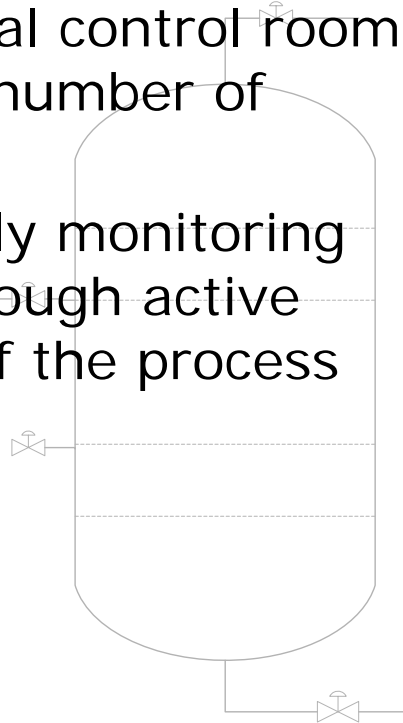 al control room
number of
ly monitoring
ough active
f the process